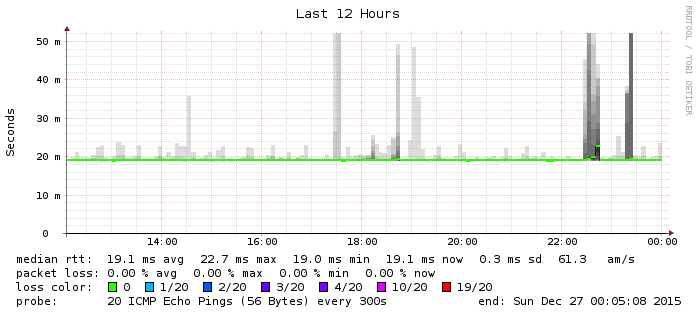 Last 12 Hours
RRDTOOL / TOBI OETIKER
Seconds
50 m
40 m
30 m
20 m
10 m
0
14:00 16:00 18:00 20:00 22:00 00:00
median rtt: 19.1 ms avg 22.7 ms max 19.0 ms min 19.1 ms now 0.3 ms sd 61.3 am/s
packet loss: 0.00 % avg 0.00 % max 0.00 % min 0.00 % now
loss color: 0 1/20 2/20 3/20 4/20 10/20 19/20
probe: 20 ICMP Echo Pings (56 Bytes) every 300s end: Sun Dec 27 00:05:08 2015